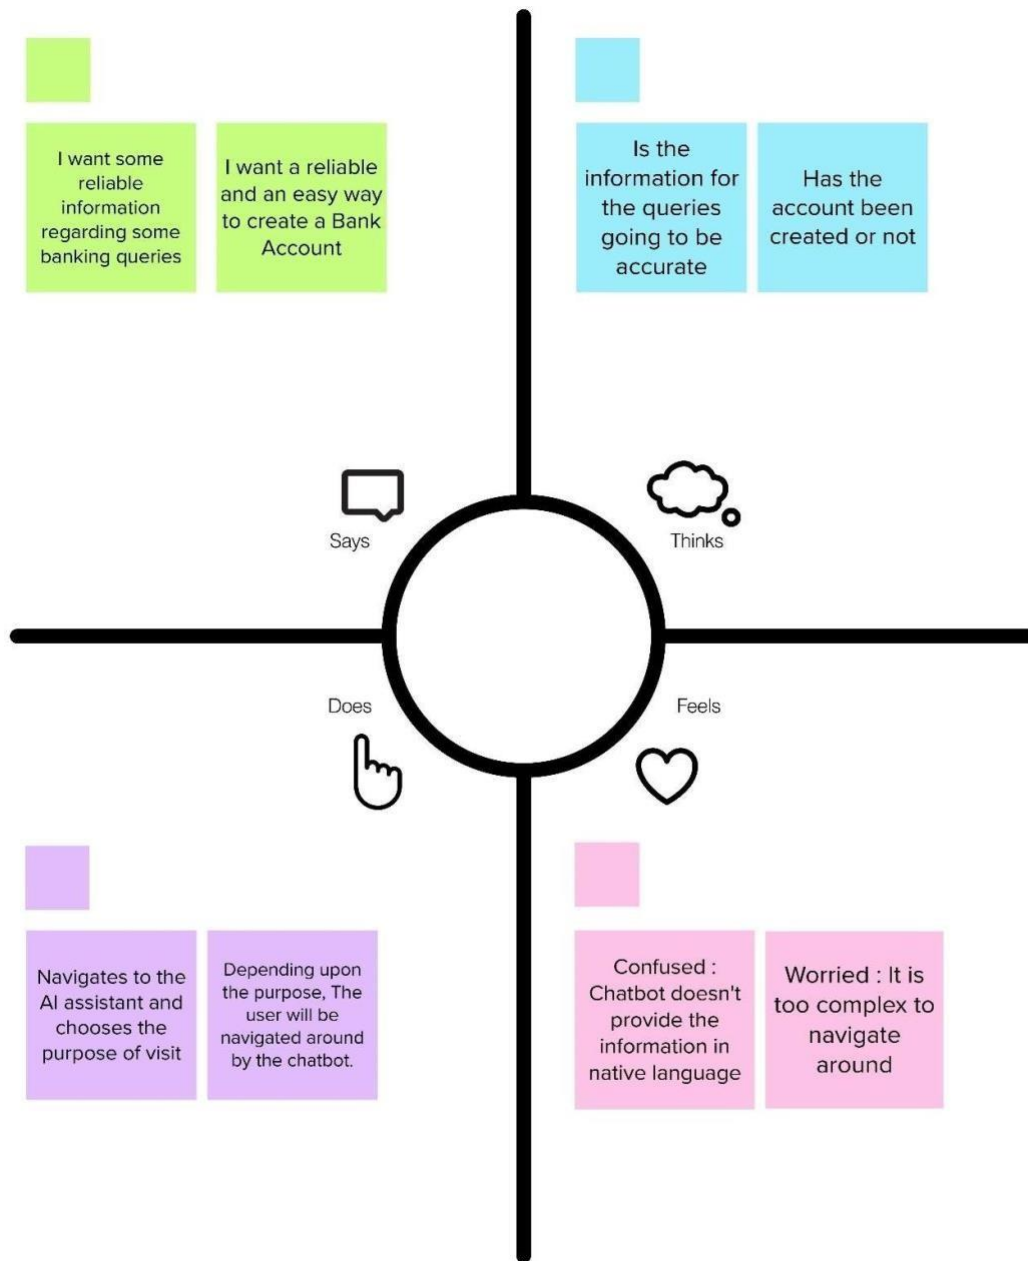 I want some
reliable
information
regarding some
banking queries
I want a reliable
and an easy way
to create a Bank
Account
Is the
information for
the queries
going to be
accurate
Has the
account been
created or not
Says
Thinks
Does
Feels
Navigates to the
AI assistant and
chooses the
purpose of visit
Depending upon
the purpose, The
user will be
navigated around
by the chatbot.
Confused :
Chatbot doesn't
provide the
information in
native language
Worried : It is
too complex to
navigate
around